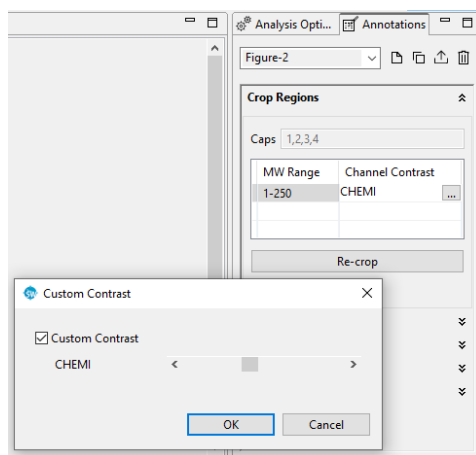 Analysis Opti...
Annotations
Figure-2
Crop Regions
Caps 1,2,3,4
MW Range Channel Contrast
1-250 CHEMI ...
Re-crop
Custom Contrast
Custom Contrast
CHEMI
OK Cancel